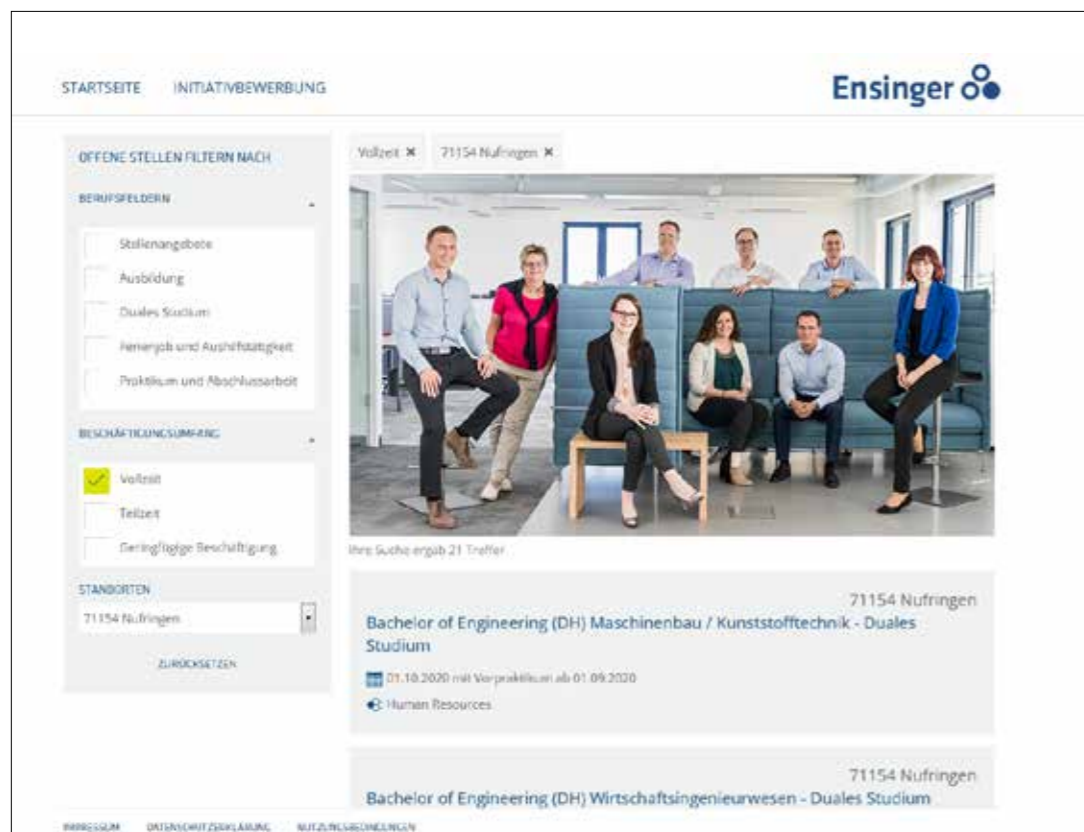 STARTSEITE INITIATIVBEWERBUNG
Ensinger
OFFENE STELLEN FILTERN NACH
BERUFSFELDERN
Stellenangebote
Ausbildung
Duales Studium
Ferienjob und Aushilfstätigkeit
Praktikum und Abschlussarbeit
BESCHÄFTIGUNGSUMFANG
Vollzeit
Teilzeit
Geringfügige Beschäftigung
STANDORTEN
71154 Nufringen
ZURÜCKSETZEN
Vollzeit ✖ 71154 Nufringen ✖
Ihre Suche ergab 21 Treffer
71154 Nufringen
Bachelor of Engineering (DH) Maschinenbau / Kunststofftechnik - Duales
Studium
01.10.2020 mit Vorpraktikum ab 01.09.2020
Human Resources
71154 Nufringen
Bachelor of Engineering (DH) Wirtschaftsingenieurwesen - Duales Studium
IMPRESSUM DATENSCHUTZERKLÄRUNG NUTZUNGSBEDINGUNGEN